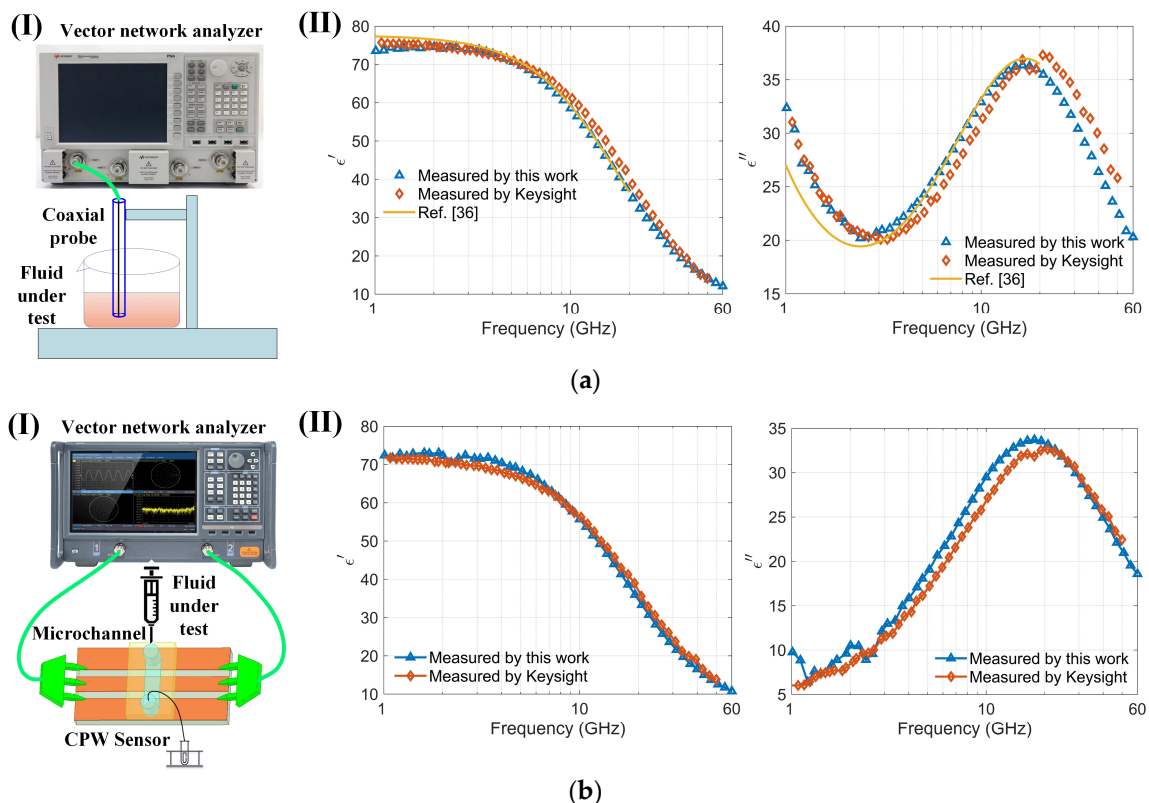 (I)
Vector network analyzer
KEYSIGHT
PNA
Coaxial
probe
Fluid
under
test
(II)
80
70
60
50
40
30
20
10
ϵ'
Measured by this work
Measured by Keysight
Ref. [36]
1
10
60
Frequency (GHz)
40
35
30
25
20
15
ϵ''
Measured by this work
Measured by Keysight
Ref. [36]
1
10
60
Frequency (GHz)
(a)
(I)
Vector network analyzer
1
2
Fluid
under
test
Microchannel
CPW Sensor
(II)
80
70
60
50
40
30
20
10
ϵ'
Measured by this work
Measured by Keysight
1
10
60
Frequency (GHz)
35
30
25
20
15
10
5
ϵ''
Measured by this work
Measured by Keysight
1
10
60
Frequency (GHz)
(b)